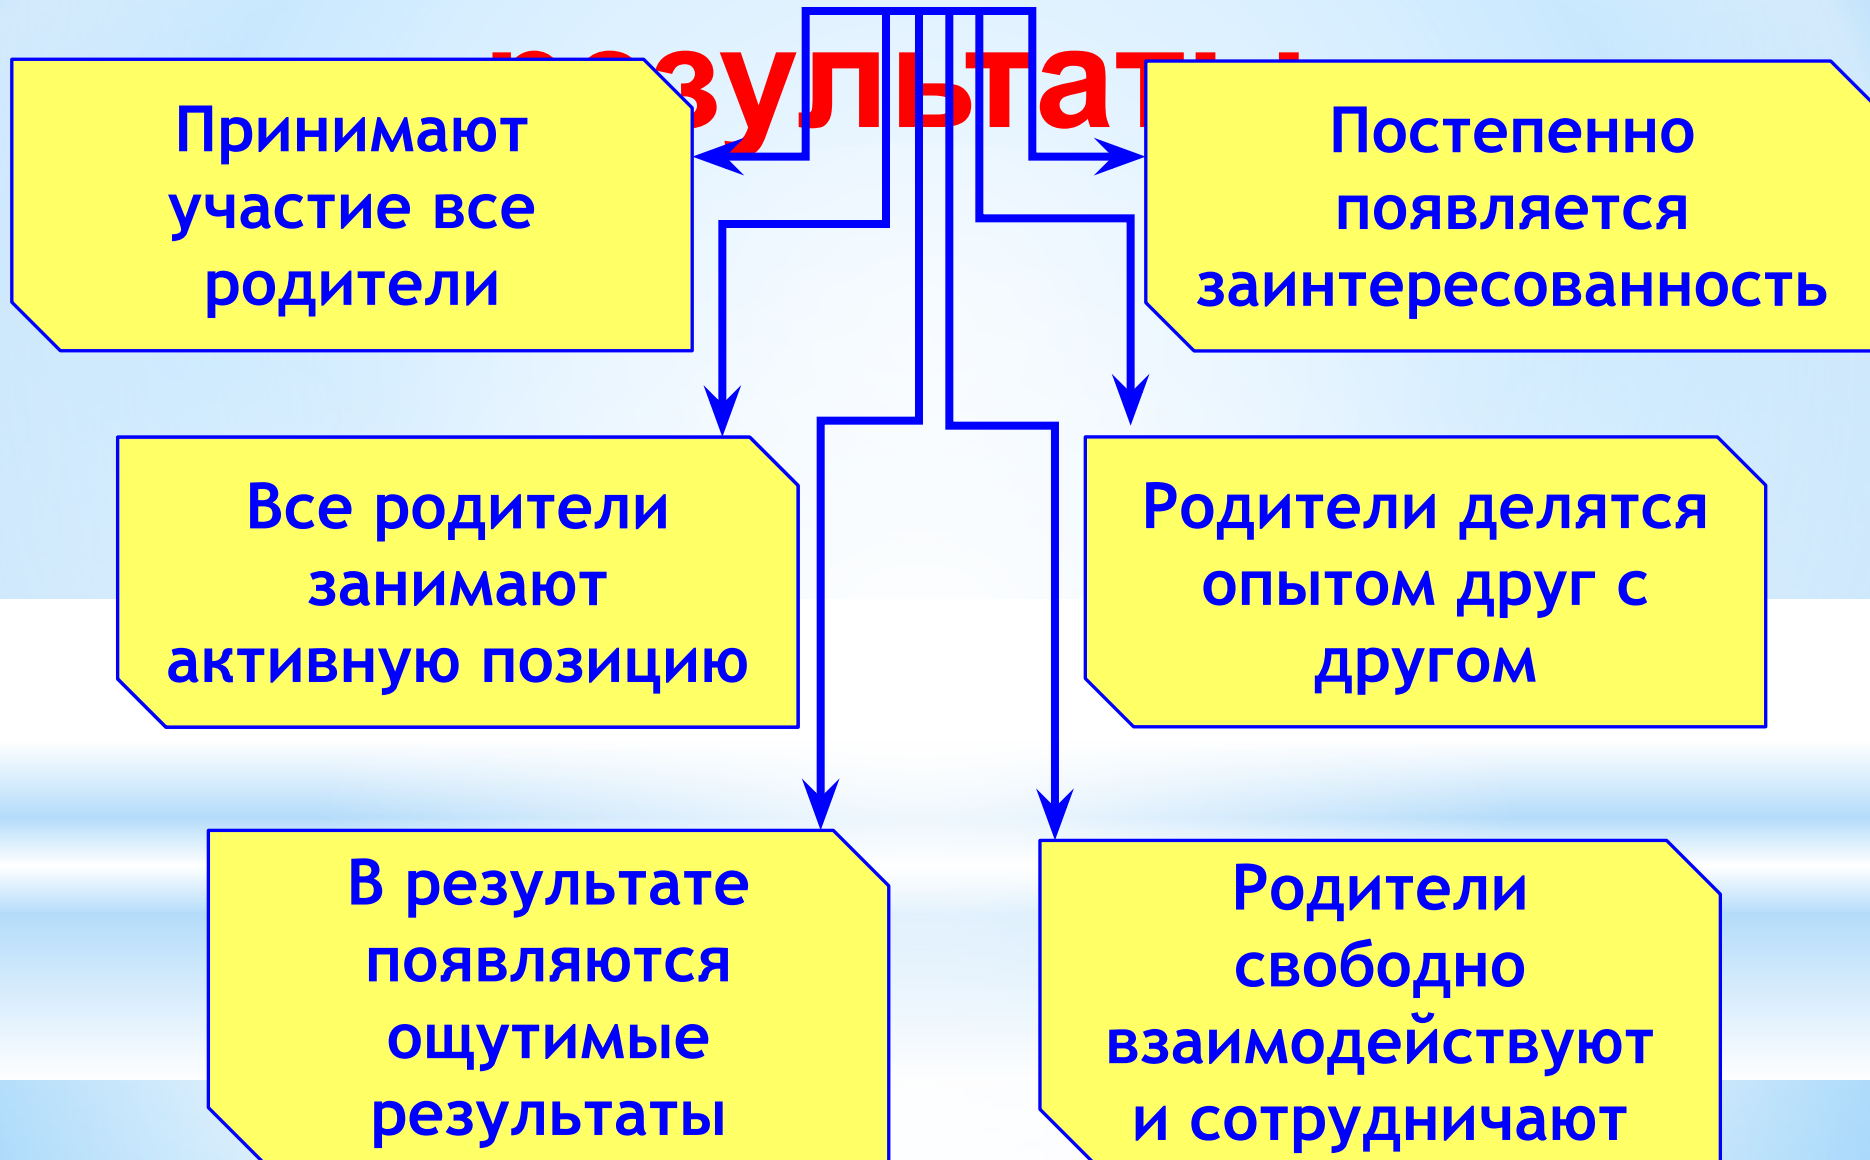 результаты
Принимают
участие все
родители
Постепенно
появляется
заинтересованность
Все родители
занимают
активную позицию
Родители делятся
опытом друг с
другом
В результате
появляются
ощутимые
результаты
Родители
свободно
взаимодействуют
и сотрудничают